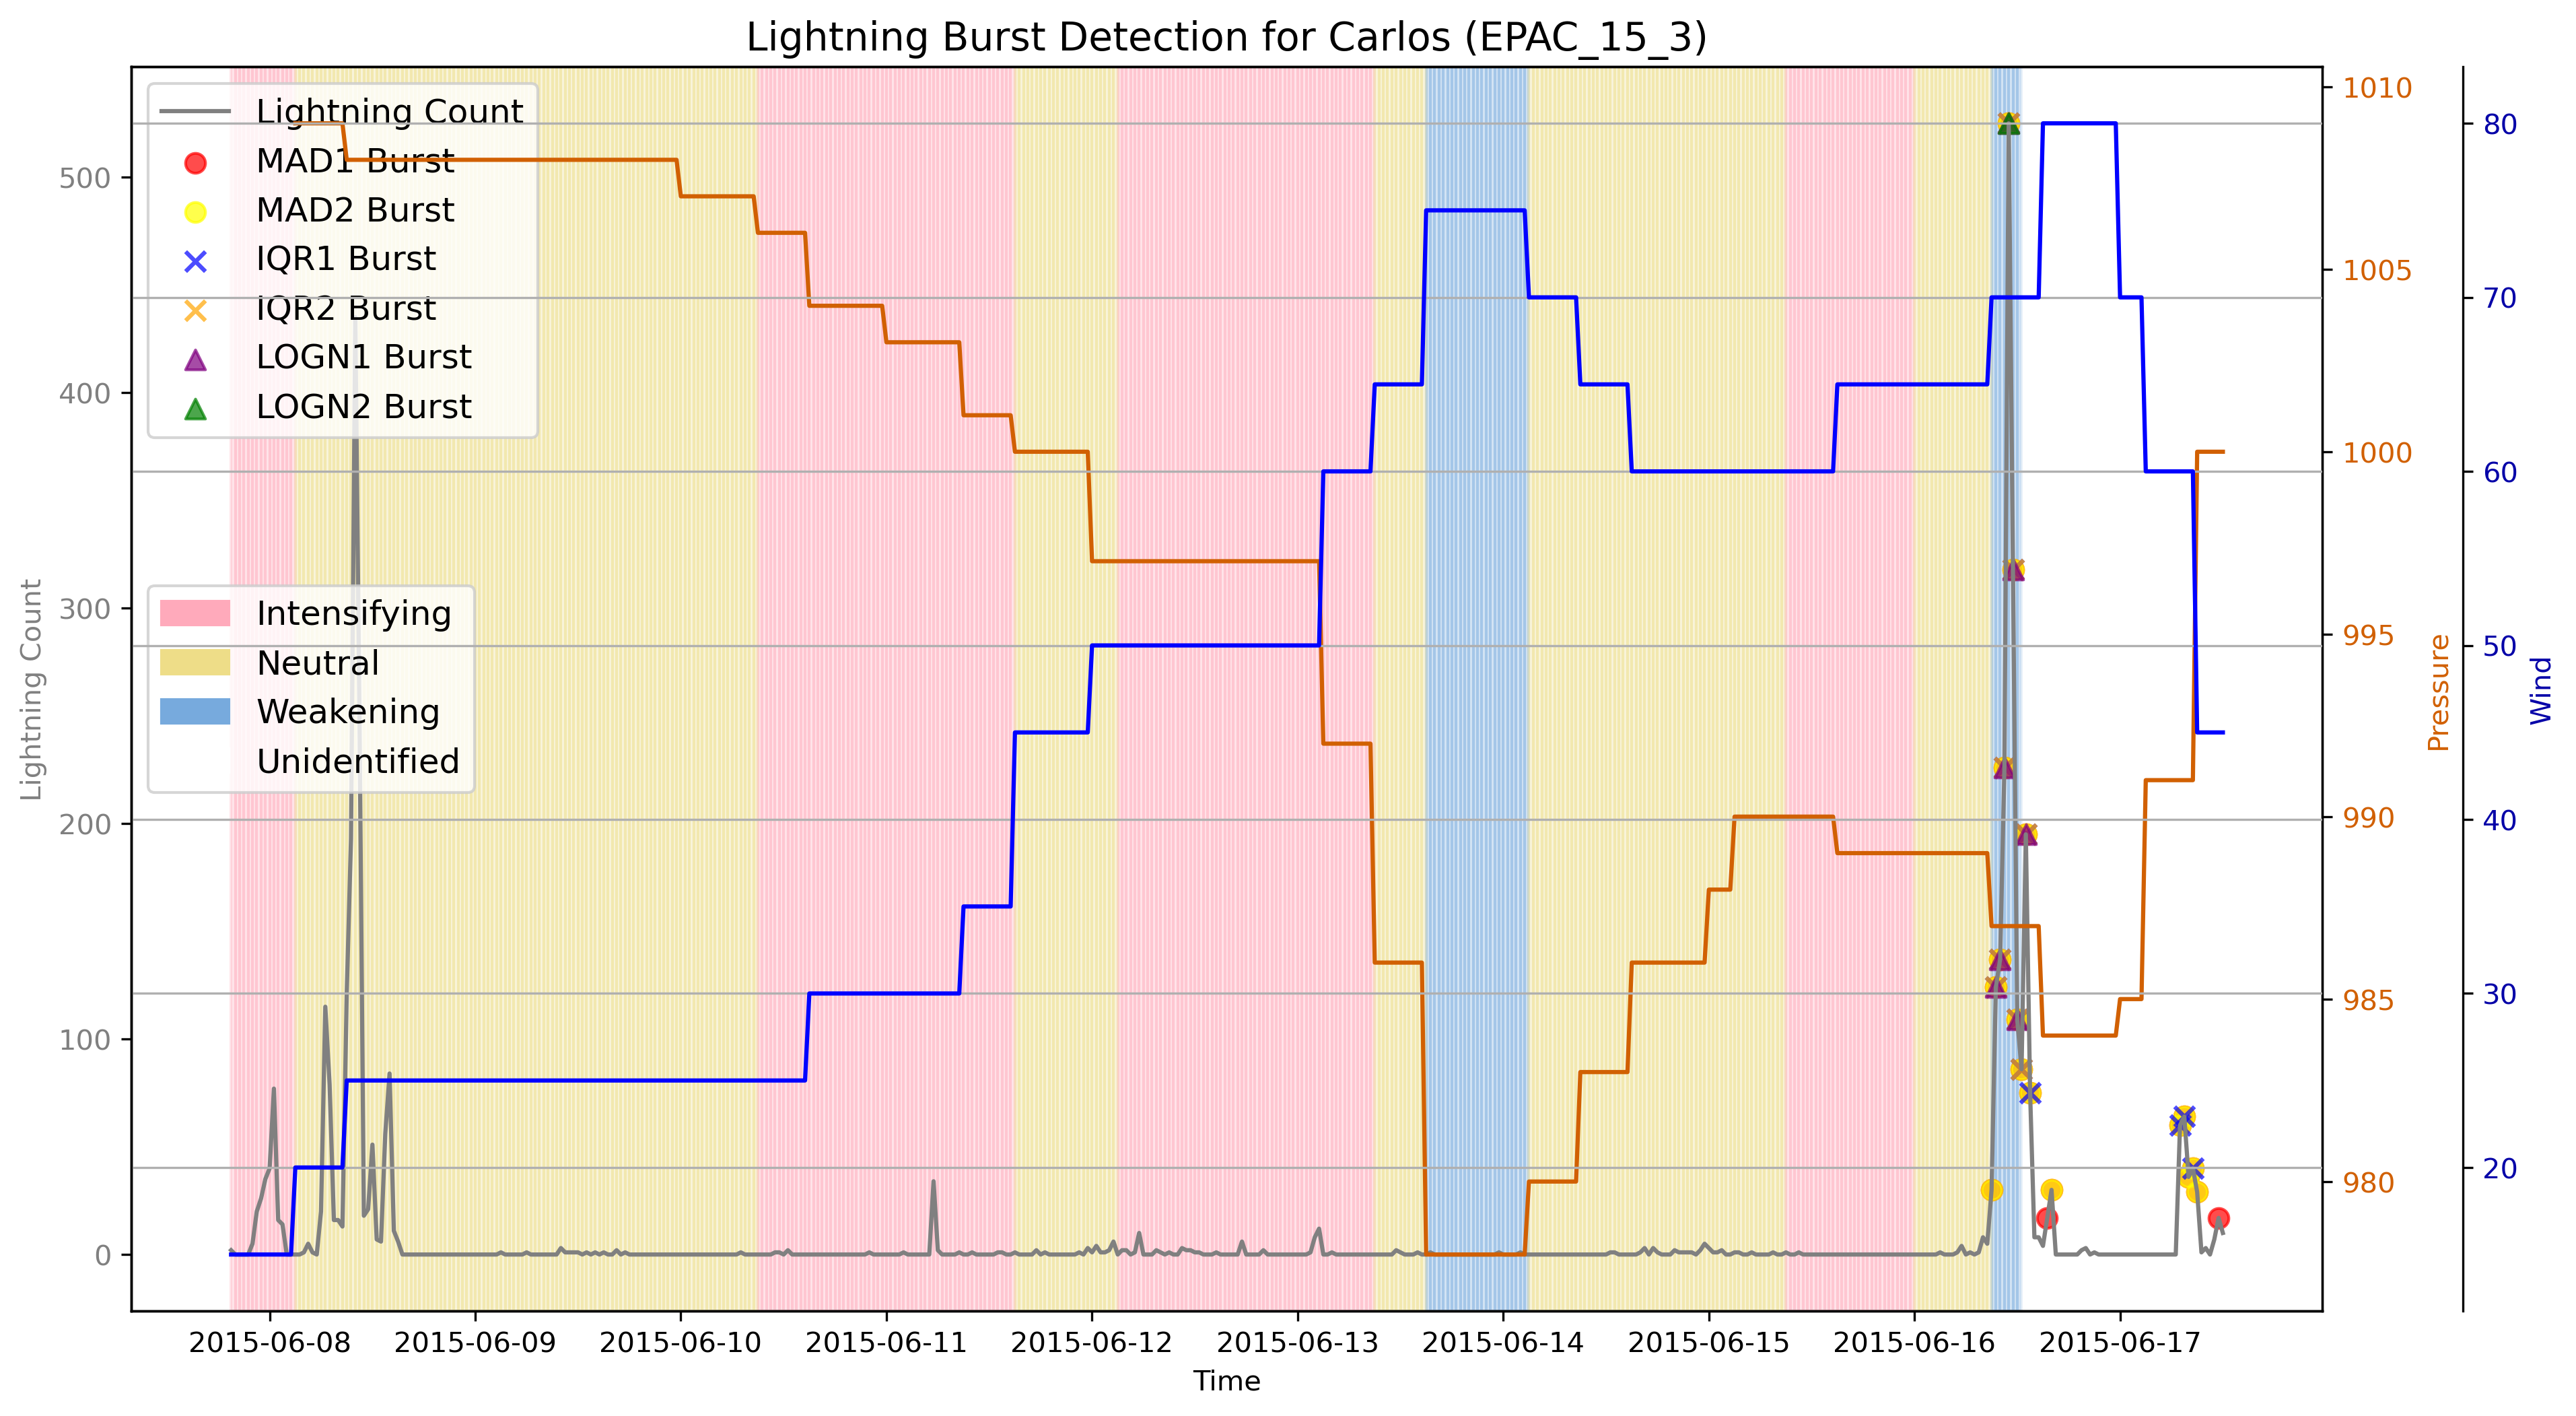 Lightning Burst Detection for Carlos (EPAC_15_3)
Lightning Count
MAD1 Burst
MAD2 Burst
IQR1 Burst
IQR2 Burst
LOGN1 Burst
LOGN2 Burst
Intensifying
Neutral
Weakening
Unidentified
Lightning Count
500
400
300
200
100
0
1010
1005
1000
995
990
985
980
Pressure
80
70
60
50
40
30
20
Wind
2015-06-08 2015-06-09 2015-06-10 2015-06-11 2015-06-12 2015-06-13 2015-06-14 2015-06-15 2015-06-16 2015-06-17
Time